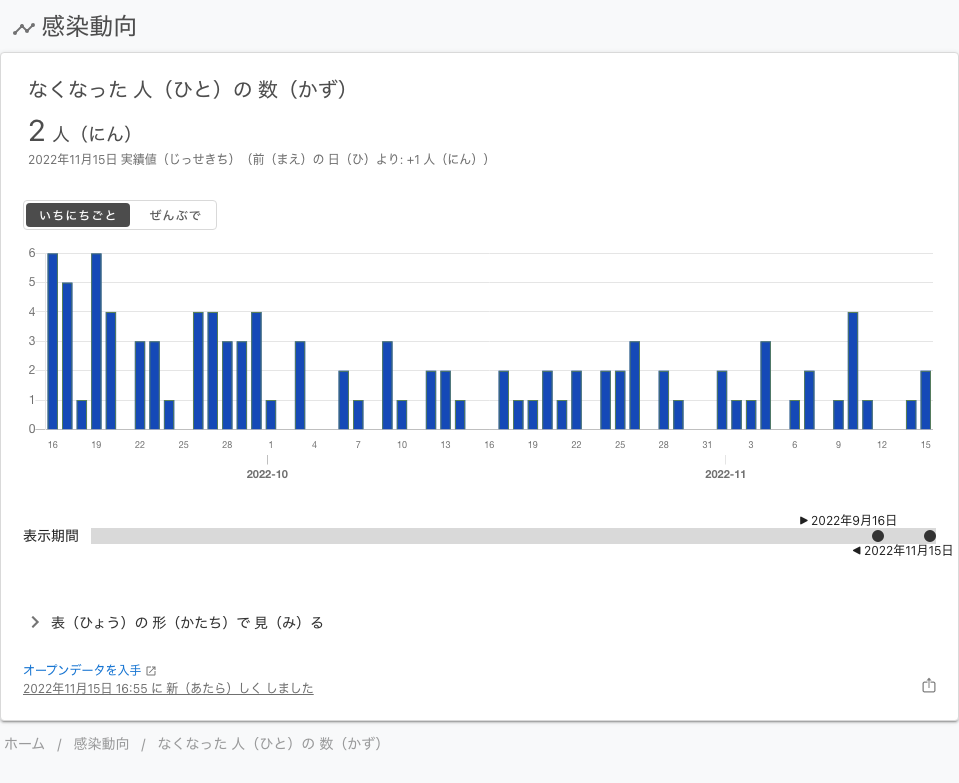 感染動向
なくなった 人（ひと）の 数（かず）
2 人（にん）
2022年11月15日 実績値（じっせきち）（前（まえ）の 日（ひ）より: +1 人（にん））
いちにちごと ぜんぶで
6
5
4
3
2
1
0
16 19 22 25 28 1 4 7 10 13 16 19 22 25 28 31 3 6 9 12 15
2022-10 2022-11
2022年9月16日
表示期間
2022年11月15日
表（ひょう）の 形（かたち）で 見（み）る
オープンデータを入手
2022年11月15日 16:55 に 新（あたら）しく しました
ホーム / 感染動向 / なくなった 人（ひと）の 数（かず）